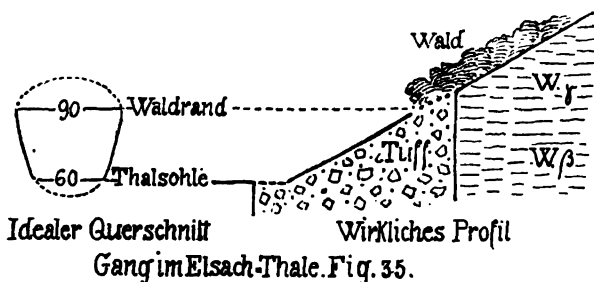 Wald
90 Waldrand
Wγ
Tuff.
Wβ
60 Thalsohle
Idealer Querschnitt Wirkliches Profil
Gang im Elsach-Thale. Fig. 35.